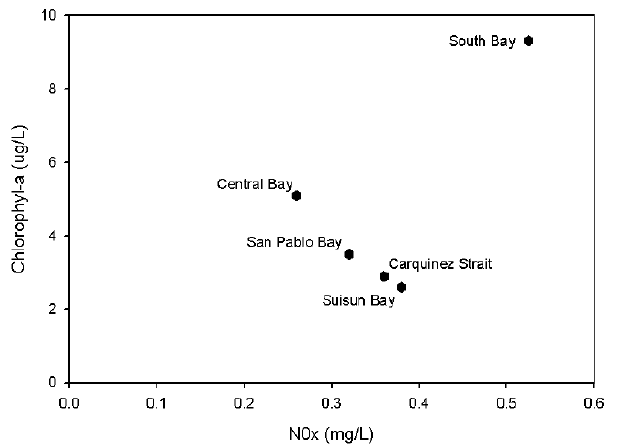 10
South Bay
8
Chlorophyl-a (ug/L)
6
Central Bay
4
San Pablo Bay
Carquinez Strait
Suisun Bay
2
0
0.0 0.1 0.2 0.3 0.4 0.5 0.6
N0x (mg/L)